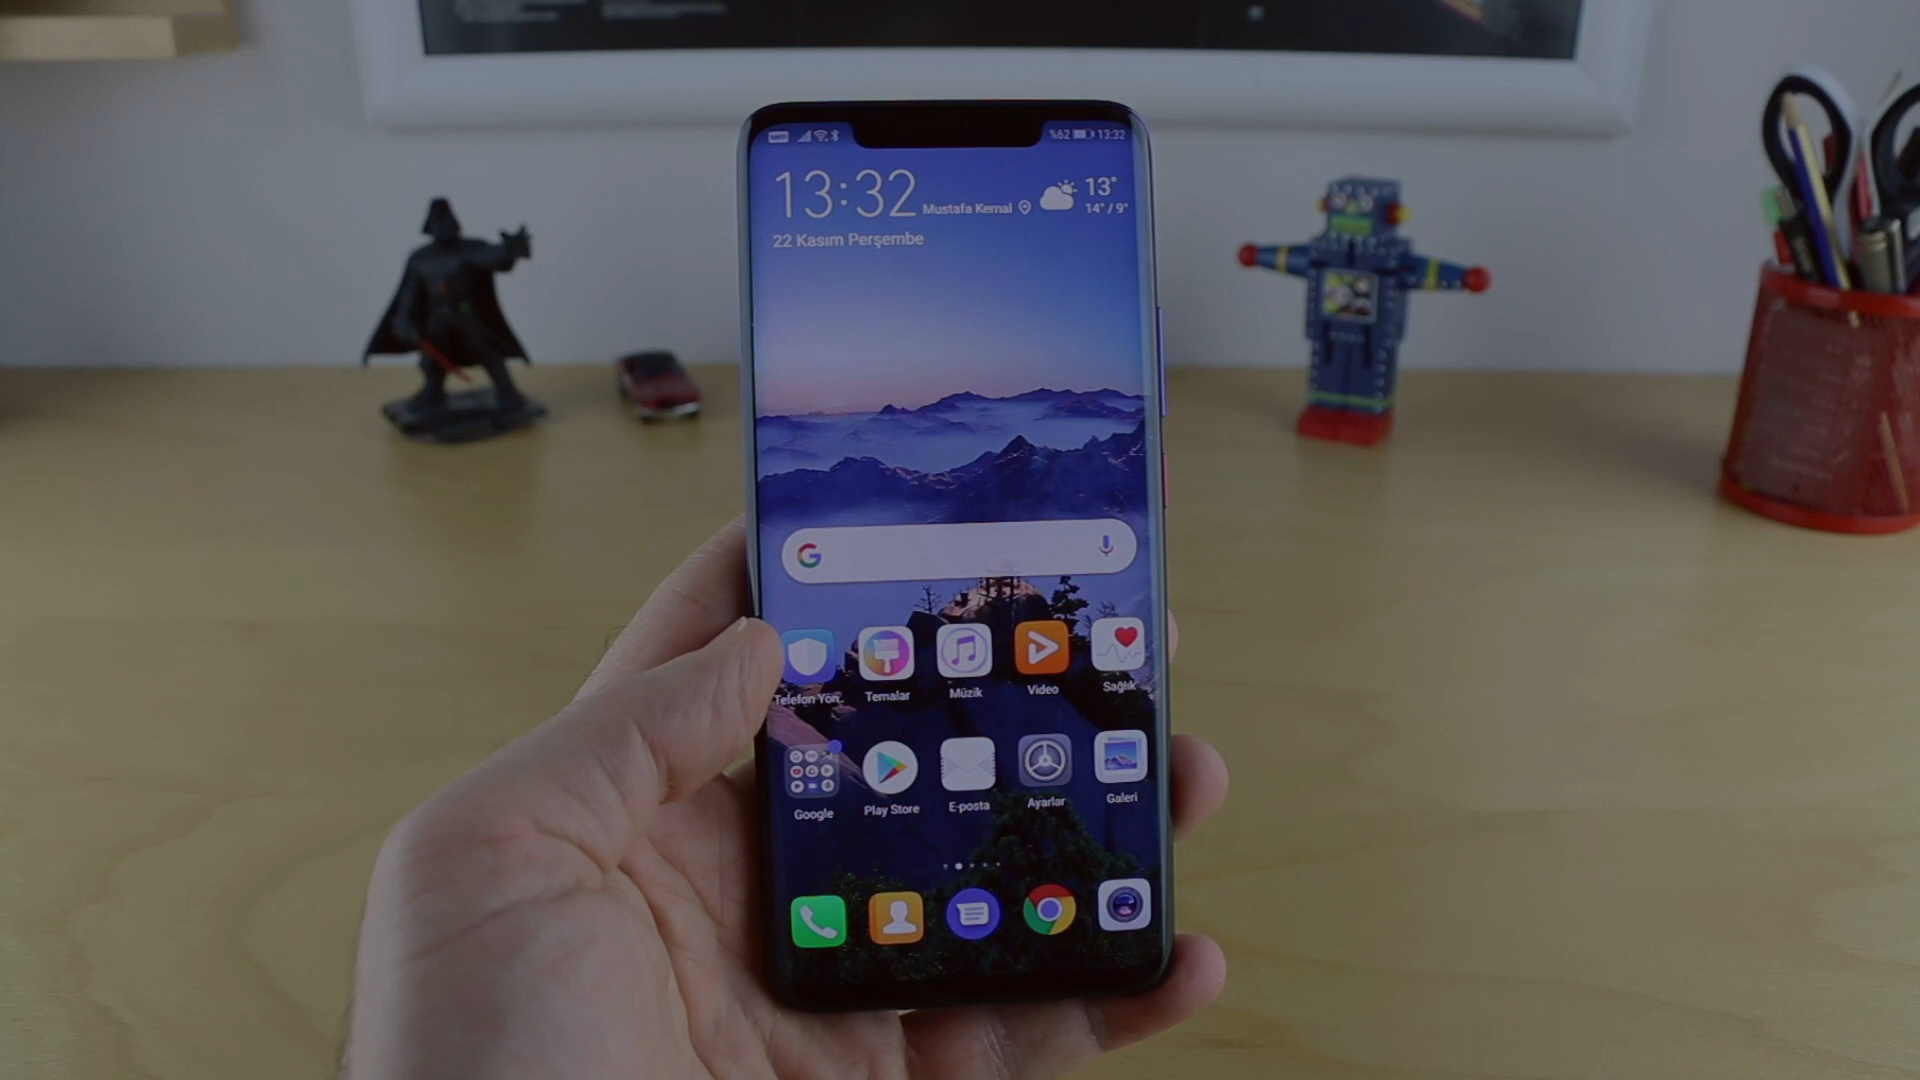 %62 13:32
13:32 Mustafa Kemal 13°
14° / 9°
22 Kasım Perşembe
Telefon Yön.. Temalar Müzik Video Sağlık
Google Play Store E-posta Ayarlar Galeri